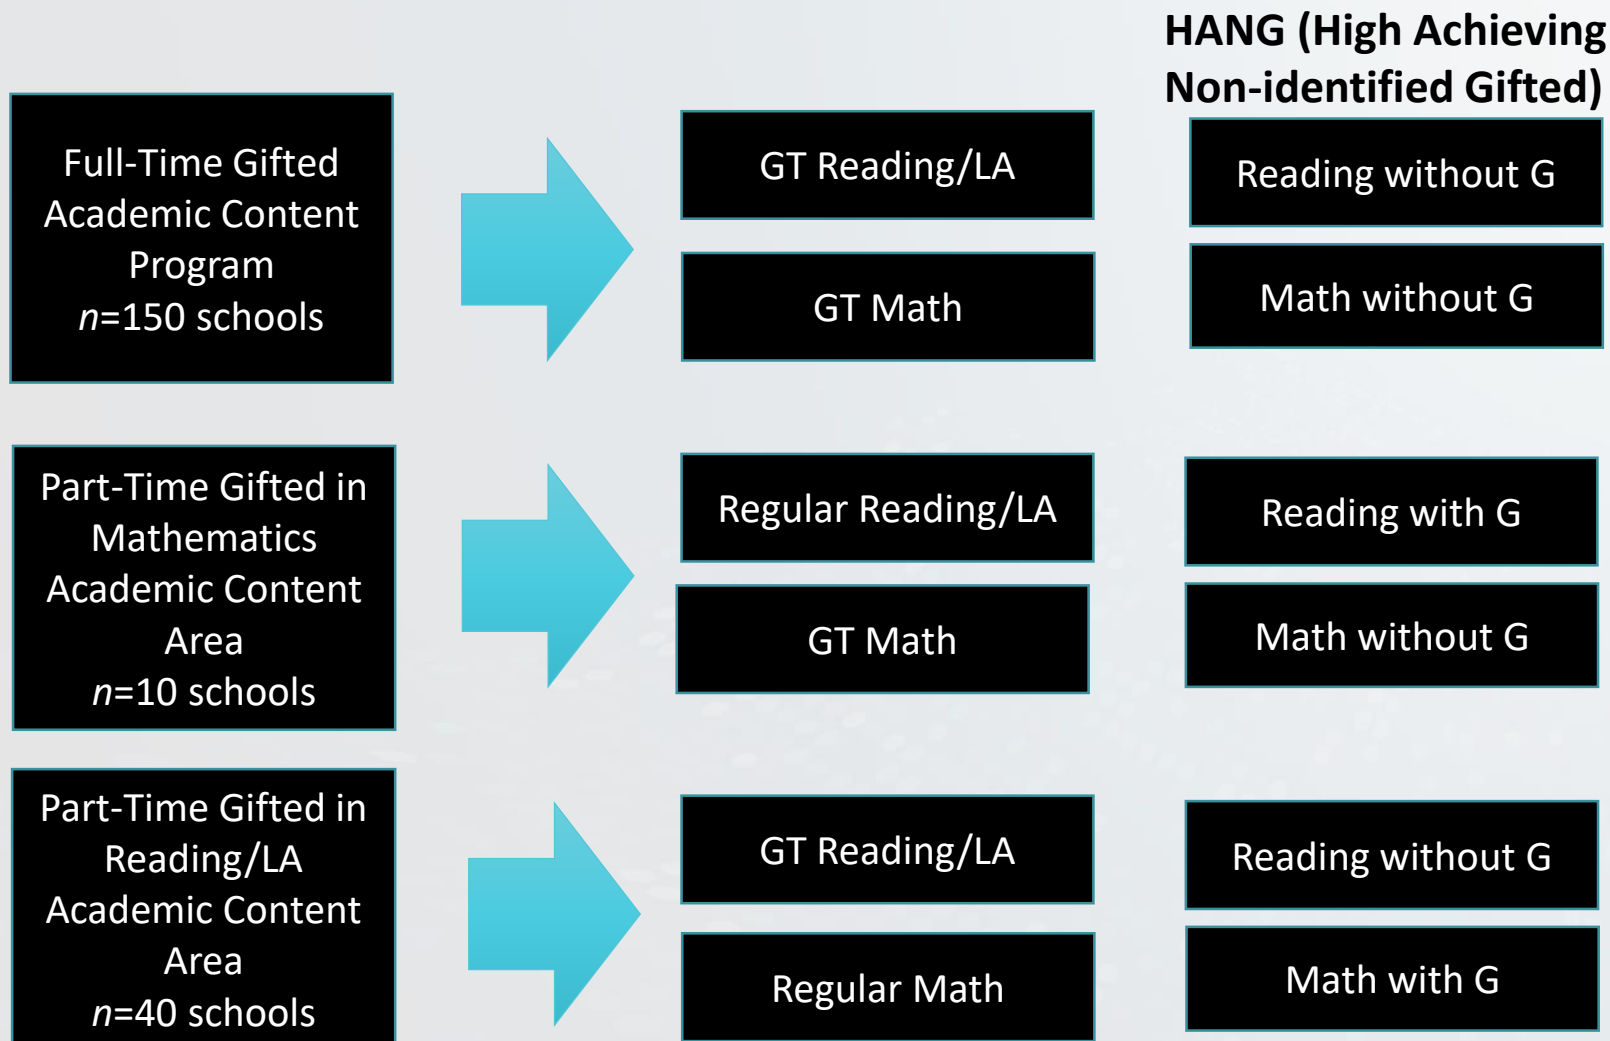 HANG (High Achieving
Non-identified Gifted)
Full-Time Gifted
Academic Content
Program
n=150 schools
GT Reading/LA
GT Math
Reading without G
Math without G
Part-Time Gifted in
Mathematics
Academic Content
Area
n=10 schools
Regular Reading/LA
GT Math
Reading with G
Math without G
Part-Time Gifted in
Reading/LA
Academic Content
Area
n=40 schools
GT Reading/LA
Regular Math
Reading without G
Math with G